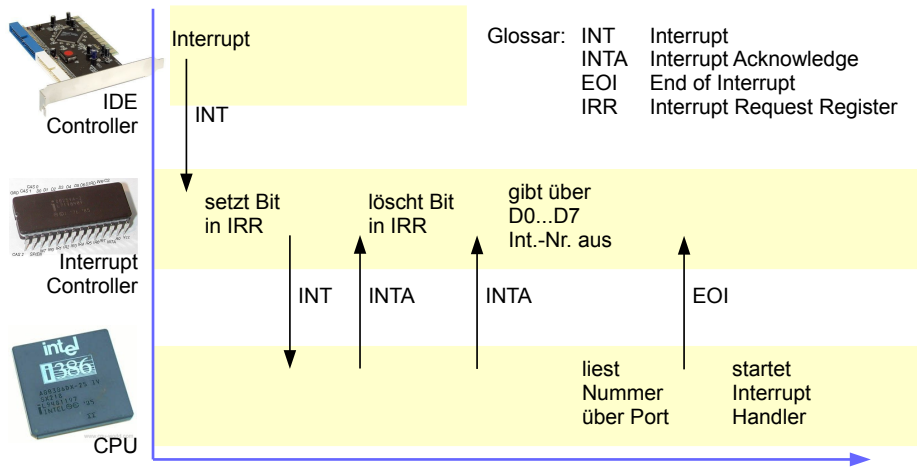 Interrupt
Glossar: INT Interrupt
INTA Interrupt Acknowledge
EOI End of Interrupt
IRR Interrupt Request Register
IDE
Controller
INT
setzt Bit
in IRR
löscht Bit
in IRR
gibt über
D0...D7
Int.-Nr. aus
Interrupt
Controller
INT
INTA
INTA
EOI
intel
i386
liest
Nummer
über Port
startet
Interrupt
Handler
CPU